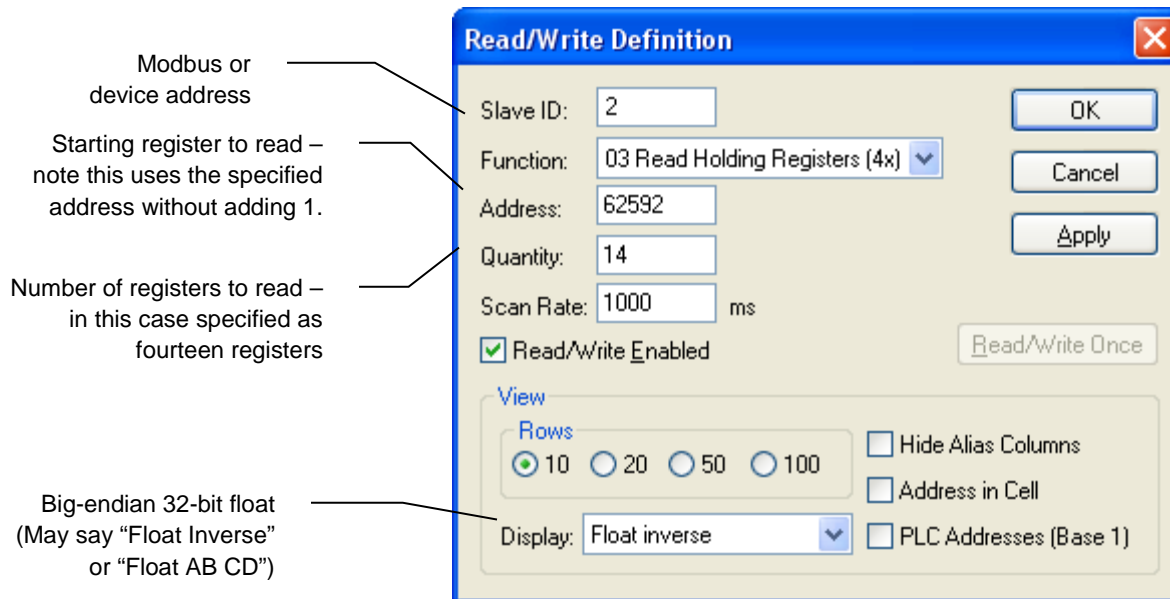 Read/Write Definition
Modbus or
device address
Slave ID: 2
OK
Starting register to read –
note this uses the specified
address without adding 1.
Function: 03 Read Holding Registers (4x)
Cancel
Address: 62592
Apply
Quantity: 14
Number of registers to read –
in this case specified as
fourteen registers
Scan Rate: 1000 ms
Read/Write Enabled
Read/Write Once
View
Rows
10 20 50 100
Hide Alias Columns
Address in Cell
Big-endian 32-bit float
(May say “Float Inverse”
or “Float AB CD”)
Display: Float inverse
PLC Addresses (Base 1)